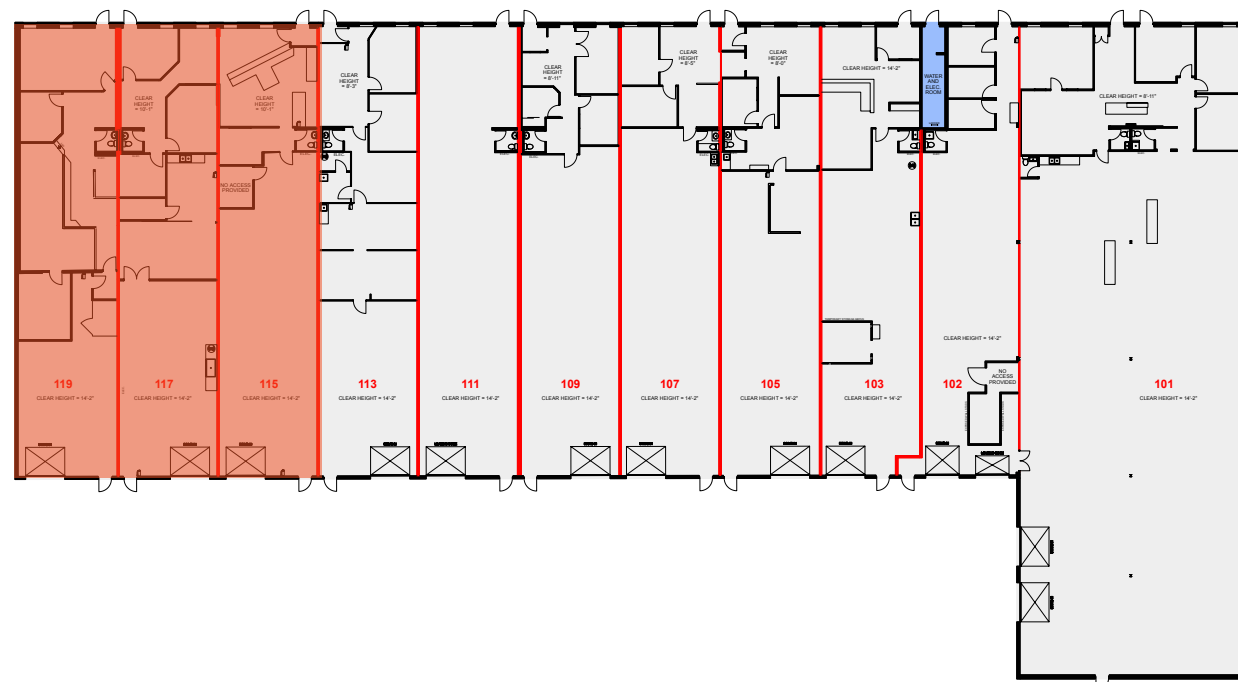 CLEAR
HEIGHT
= 10'-1"
CLEAR
HEIGHT
= 10'-1"
CLEAR
HEIGHT
= 8'-3"
CLEAR
HEIGHT
= 8'-11"
CLEAR
HEIGHT
= 8'-5"
CLEAR
HEIGHT
= 8'-0"
CLEAR HEIGHT = 14'-2"
WATER
AND
ELEC.
ROOM
CLEAR HEIGHT = 8'-11"
NO ACCESS
PROVIDED
CLEAR HEIGHT = 14'-2"
NO
ACCESS
PROVIDED
119
CLEAR HEIGHT = 14'-2"
117
CLEAR HEIGHT = 14'-2"
115
CLEAR HEIGHT = 14'-2"
113
CLEAR HEIGHT = 14'-2"
111
CLEAR HEIGHT = 14'-2"
109
CLEAR HEIGHT = 14'-2"
107
CLEAR HEIGHT = 14'-2"
105
CLEAR HEIGHT = 14'-2"
103
CLEAR HEIGHT = 14'-2"
102
101
CLEAR HEIGHT = 14'-2"